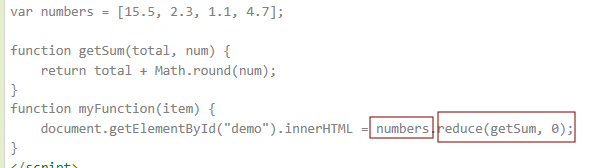 var numbers = [15.5, 2.3, 1.1, 4.7];
function getSum(total, num) {
    return total + Math.round(num);
}
function myFunction(item) {
    document.getElementById("demo").innerHTML = numbers.reduce(getSum, 0);
}
</script>